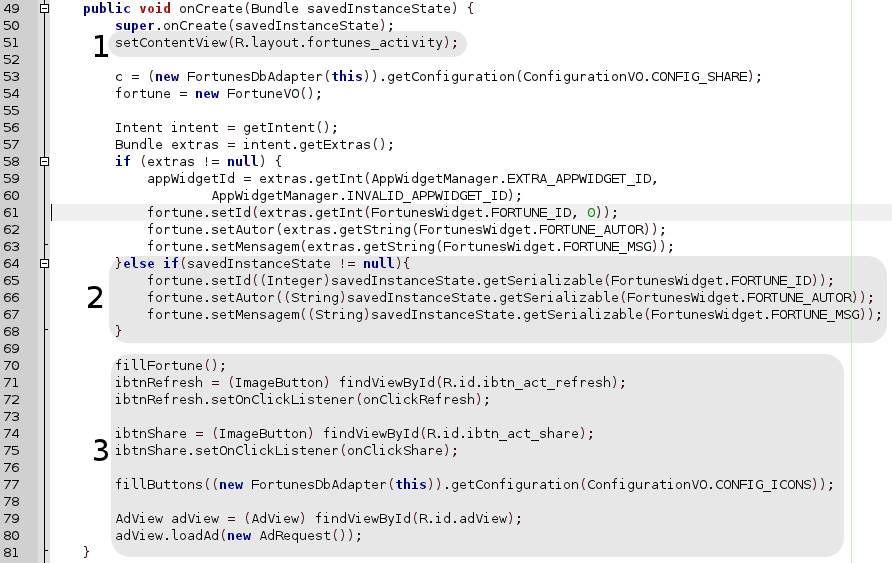 49 public void onCreate(Bundle savedInstanceState) {
50 super.onCreate(savedInstanceState);
51 setContentView(R.layout.fortunes_activity);
1
52
53 c = (new FortunesDbAdapter(this)).getConfiguration(ConfigurationVO.CONFIG_SHARE);
54 fortune = new FortuneVO();
55
56 Intent intent = getIntent();
57 Bundle extras = intent.getExtras();
58 if (extras != null) {
59 appWidgetId = extras.getInt(AppWidgetManager.EXTRA_APPWIDGET_ID,
60 AppWidgetManager.INVALID_APPWIDGET_ID);
61 fortune.setId(extras.getInt(FortunesWidget.FORTUNE_ID, 0));
62 fortune.setAutor(extras.getString(FortunesWidget.FORTUNE_AUTOR));
63 fortune.setMensagem(extras.getString(FortunesWidget.FORTUNE_MSG));
64 }else if(savedInstanceState != null){
65 fortune.setId((Integer)savedInstanceState.getSerializable(FortunesWidget.FORTUNE_ID));
2
66 fortune.setAutor((String)savedInstanceState.getSerializable(FortunesWidget.FORTUNE_AUTOR));
67 fortune.setMensagem((String)savedInstanceState.getSerializable(FortunesWidget.FORTUNE_MSG));
68 }
69
70 fillFortune();
71 ibtnRefresh = (ImageButton) findViewById(R.id.ibtn_act_refresh);
72 ibtnRefresh.setOnClickListener(onClickRefresh);
73
74 ibtnShare = (ImageButton) findViewById(R.id.ibtn_act_share);
3
75 ibtnShare.setOnClickListener(onClickShare);
76
77 fillButtons((new FortunesDbAdapter(this)).getConfiguration(ConfigurationVO.CONFIG_ICONS));
78
79 AdView adView = (AdView) findViewById(R.id.adView);
80 adView.loadAd(new AdRequest());
81 }